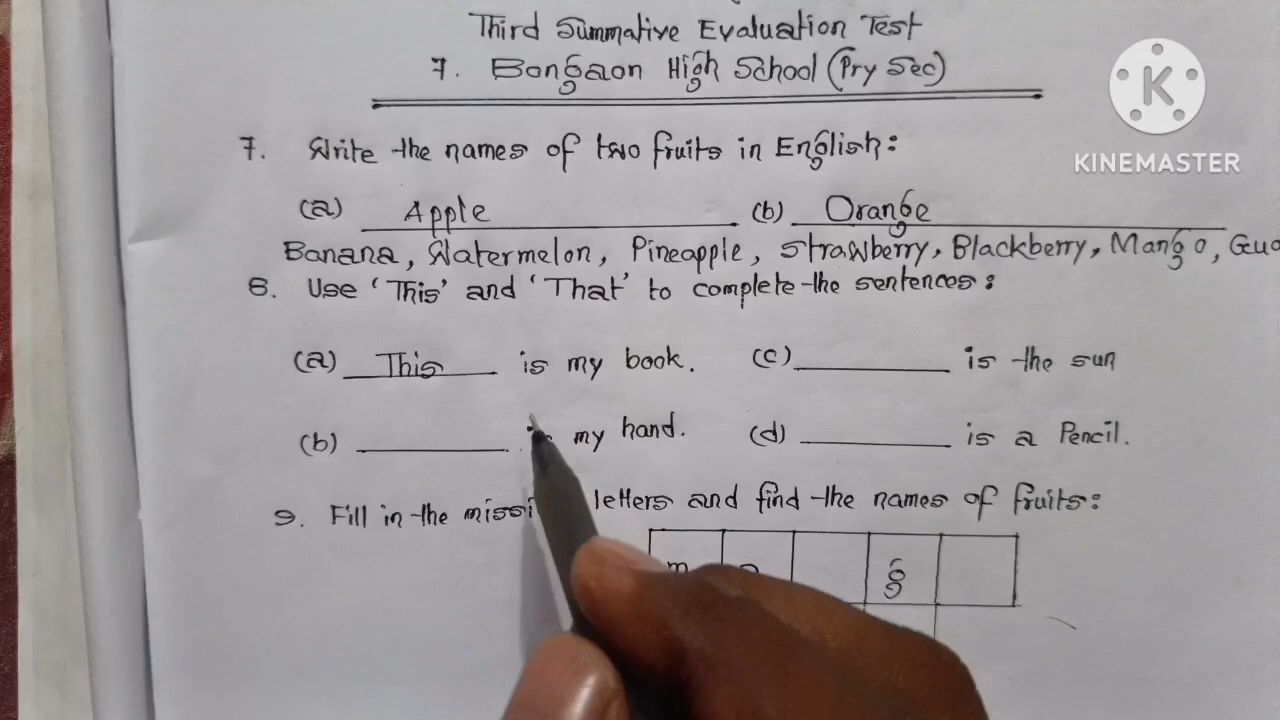 Third Summative Evaluation Test
7. Bongaon High School (Pry Sec)
KINEMASTER
7. Write the names of two fruits in English:
(a) Apple (b) Orange
Banana, Watermelon, Pineapple, Strawberry, Blackberry, Mango,
8. Use 'This' and 'That' to complete the sentences:
(a) This is my book. (c) is the sun
(b) my hand. (d) is a Pencil.
9. Fill in the letters and find the names of fruits:
m g